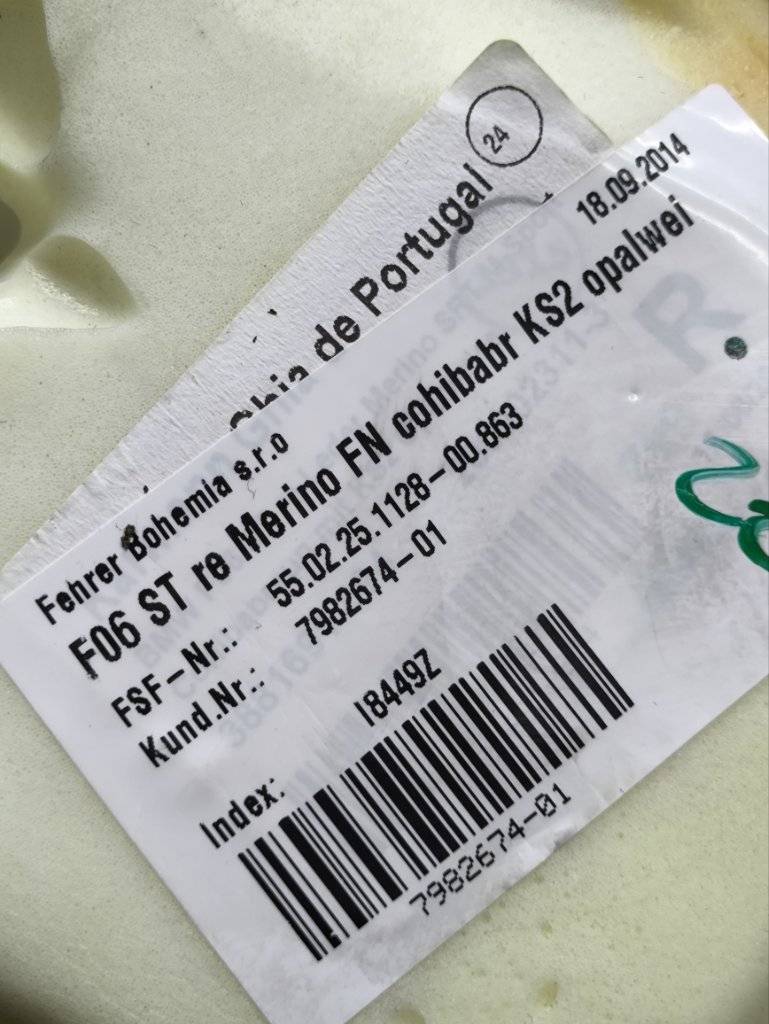 24
de Portugal
18.09.2014
Fehrer Bohemia s.r.o
F06 ST re Merino FN cohibabr KS2 opalwei
FSF-Nr.: 55.02.25.1128-00.863
Kund.Nr.: 7982674-01
Index: I8449Z
7982674-01
R